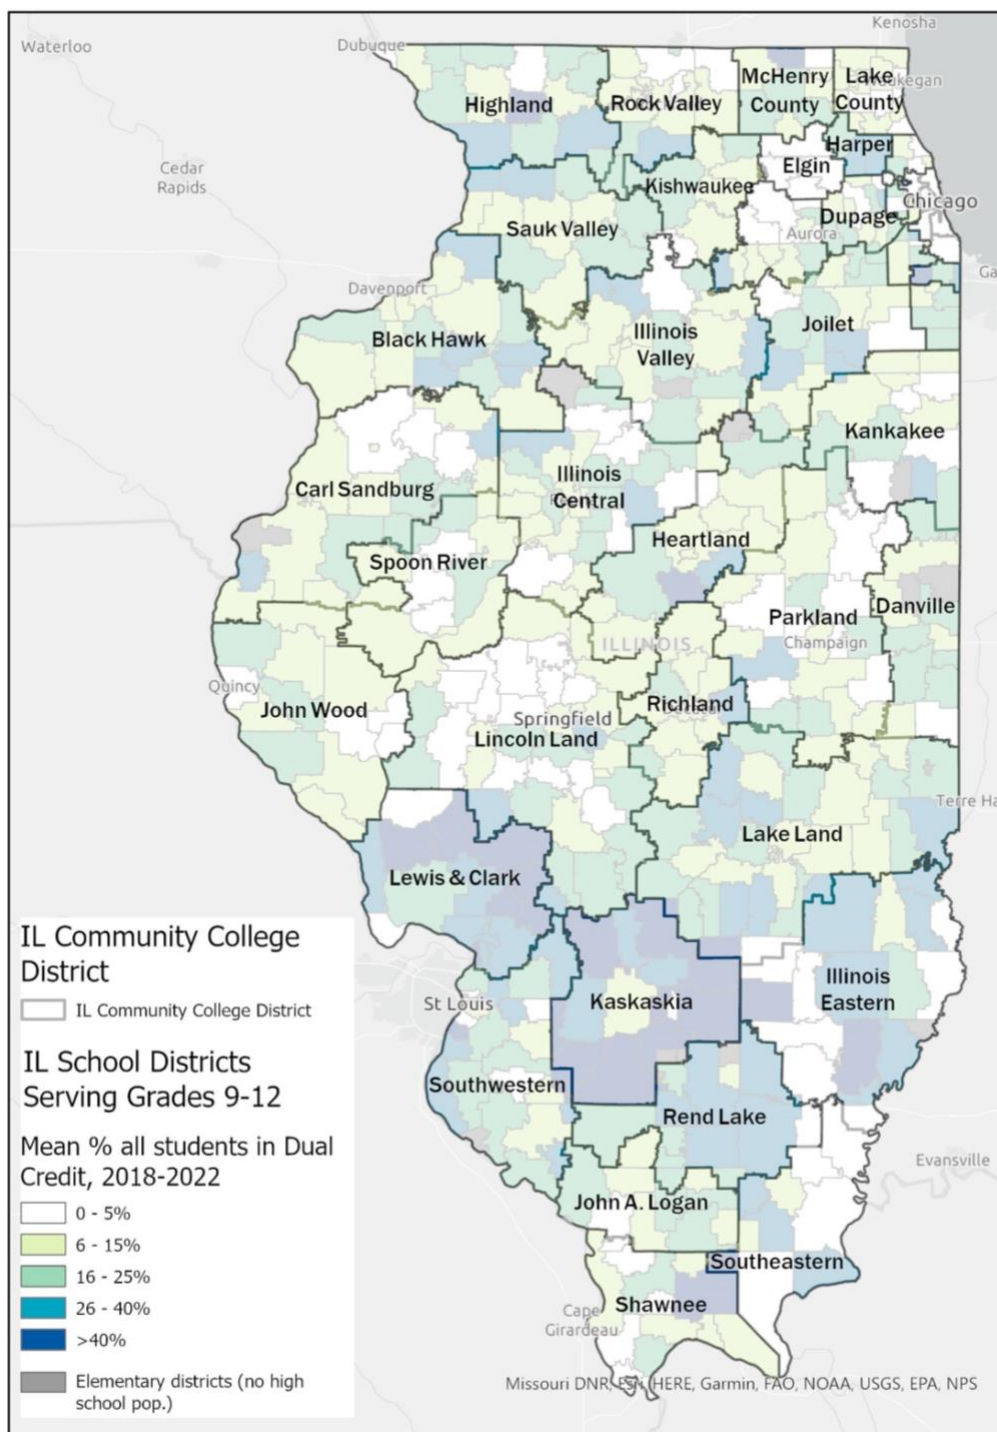 Kenosha
Waterloo
Dubuque
McHenry
County
Lake
County
Waukegan
Highland
Rock Valley
Harper
Elgin
Cedar
Rapids
Kishwaukee
Chicago
Dupage
Sauk Valley
Aurora
Ga
Davenport
Black Hawk
Illinois
Valley
Joilet
Kankakee
Illinois
Central
Carl Sandburg
Heartland
Spoon River
Danville
Parkland
ILLINOIS
Champaign
Quincy
John Wood
Richland
Springfield
Lincoln Land
Terre Ha
Lake Land
Lewis & Clark
IL Community College
District
IL Community College District
Illinois
Eastern
Kaskaskia
St Louis
IL School Districts
Serving Grades 9-12
Southwestern
Rend Lake
Mean % all students in Dual
Credit, 2018-2022
Evansville
0 - 5%
6 - 15%
16 - 25%
26 - 40%
>40%
John A. Logan
Southeastern
Shawnee
Cape
Girardeau
Elementary districts (no high
school pop.)
Missouri DNR, Esri, HERE, Garmin, FAO, NOAA, USGS, EPA, NPS